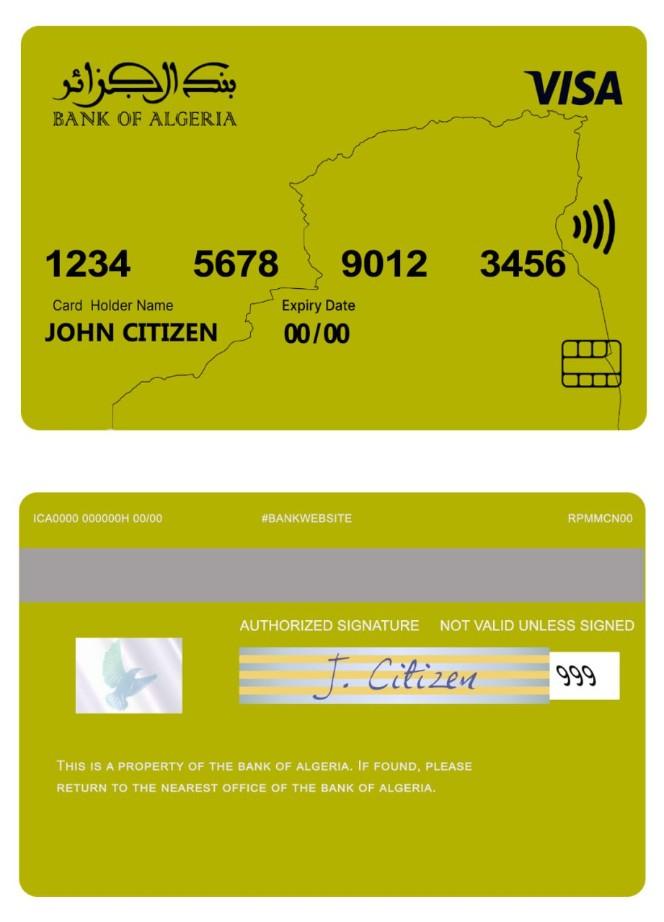 بنك الجزائر
BANK OF ALGERIA
VISA
1234 5678 9012 3456
Card Holder Name Expiry Date
JOHN CITIZEN 00/00
ICA0000 000000H 00/00 #BANKWEBSITE RPMMCN00
AUTHORIZED SIGNATURE NOT VALID UNLESS SIGNED
J. Citizen 999
THIS IS A PROPERTY OF THE BANK OF ALGERIA. IF FOUND, PLEASE
RETURN TO THE NEAREST OFFICE OF THE BANK OF ALGERIA.